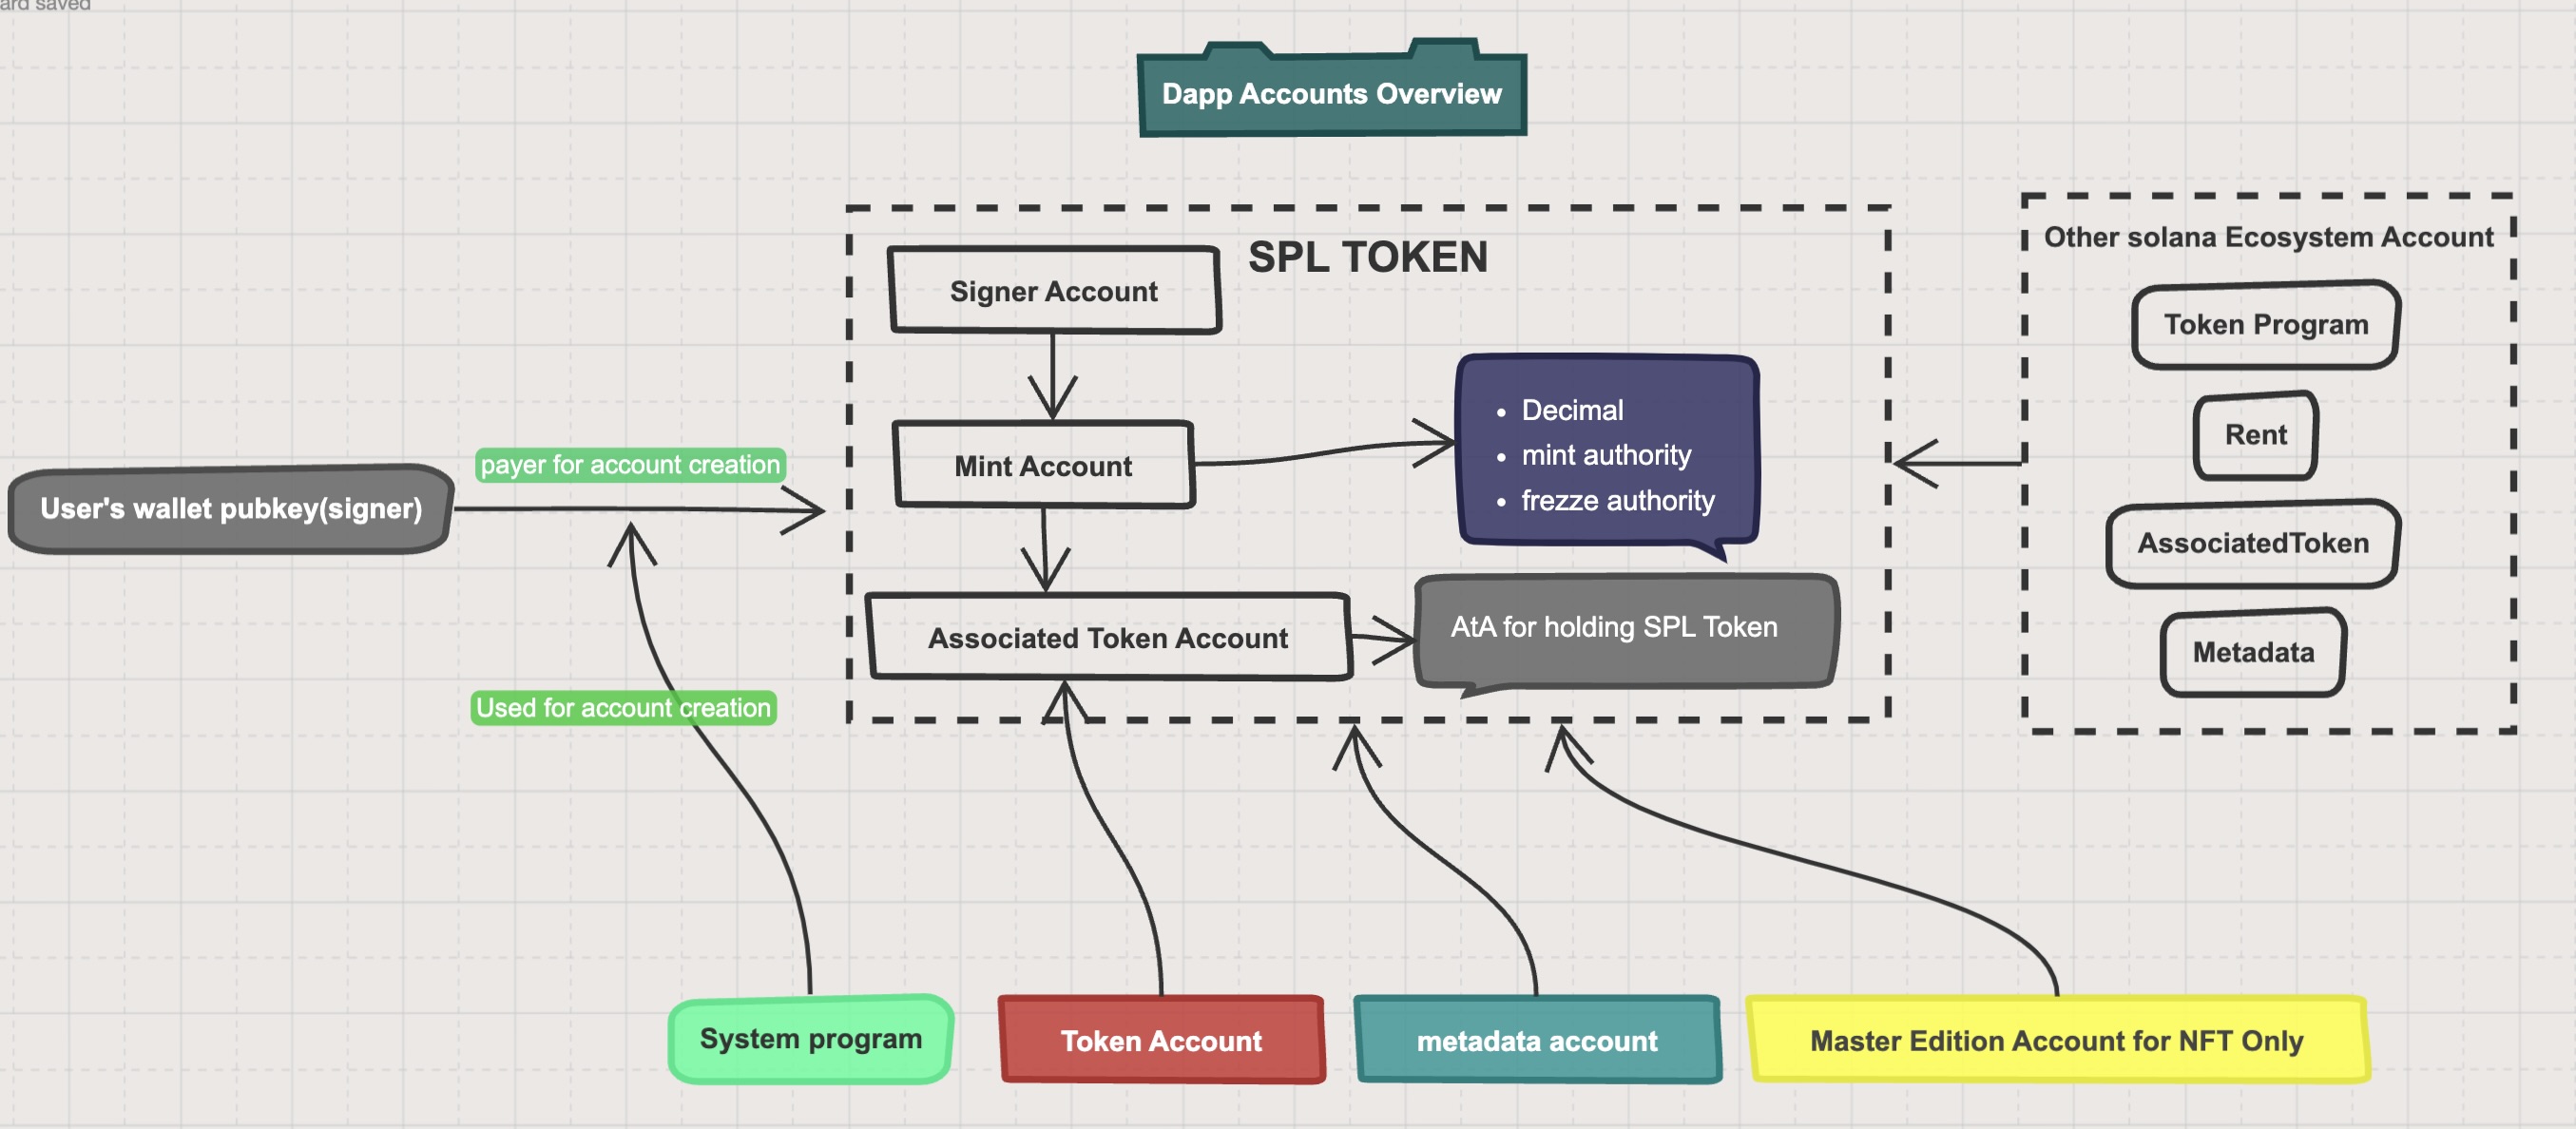 ard saved
Dapp Accounts Overview
SPL TOKEN
Signer Account
Mint Account
Decimal
mint authority
frezze authority
Associated Token Account
AtA for holding SPL Token
Other solana Ecosystem Account
Token Program
Rent
AssociatedToken
Metadata
payer for account creation
User's wallet pubkey(signer)
Used for account creation
System program
Token Account
metadata account
Master Edition Account for NFT Only